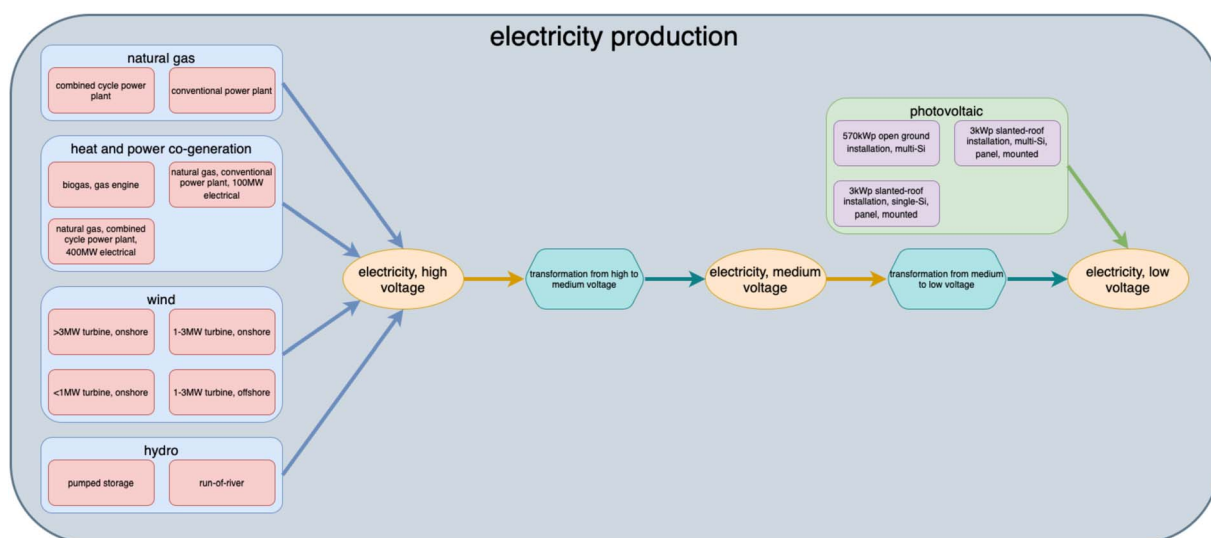 electricity production
natural gas
combined cycle power
plant
conventional power plant
heat and power co-generation
biogas, gas engine
natural gas, conventional
power plant, 100MW
electrical
natural gas, combined
cycle power plant,
400MW electrical
wind
>3MW turbine, onshore
1-3MW turbine, onshore
<1MW turbine, onshore
1-3MW turbine, offshore
hydro
pumped storage
run-of-river
electricity, high
voltage
transformation from high to
medium voltage
electricity, medium
voltage
transformation from medium
to low voltage
photovoltaic
570kWp open ground
installation, multi-Si
3kWp slanted-roof
installation, multi-Si,
panel, mounted
3kWp slanted-roof
installation, single-Si,
panel, mounted
electricity, low
voltage